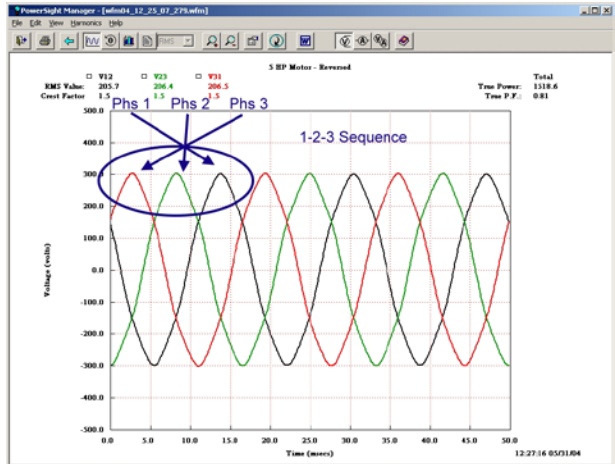 PowerSight Manager - [wfm04_12_25_07_279.wfm]
File Edit View Harmonics Help
RMS
5 HP Motor - Reversed
V12 V23 V31 Total
RMS Value: 205.7 206.4 206.5 True Power: 1518.6
Crest Factor 1.5 1.5 1.5 True P.F.: 0.81
Phs 1 Phs 2 Phs 3
1-2-3 Sequence
500.0
400.0
300.0
200.0
100.0
0.0
-100.0
-200.0
-300.0
-400.0
-500.0
Voltage (volts)
0.0 5.0 10.0 15.0 20.0 25.0 30.0 35.0 40.0 45.0 50.0
Time (msecs)
12:27:16 05/31/04